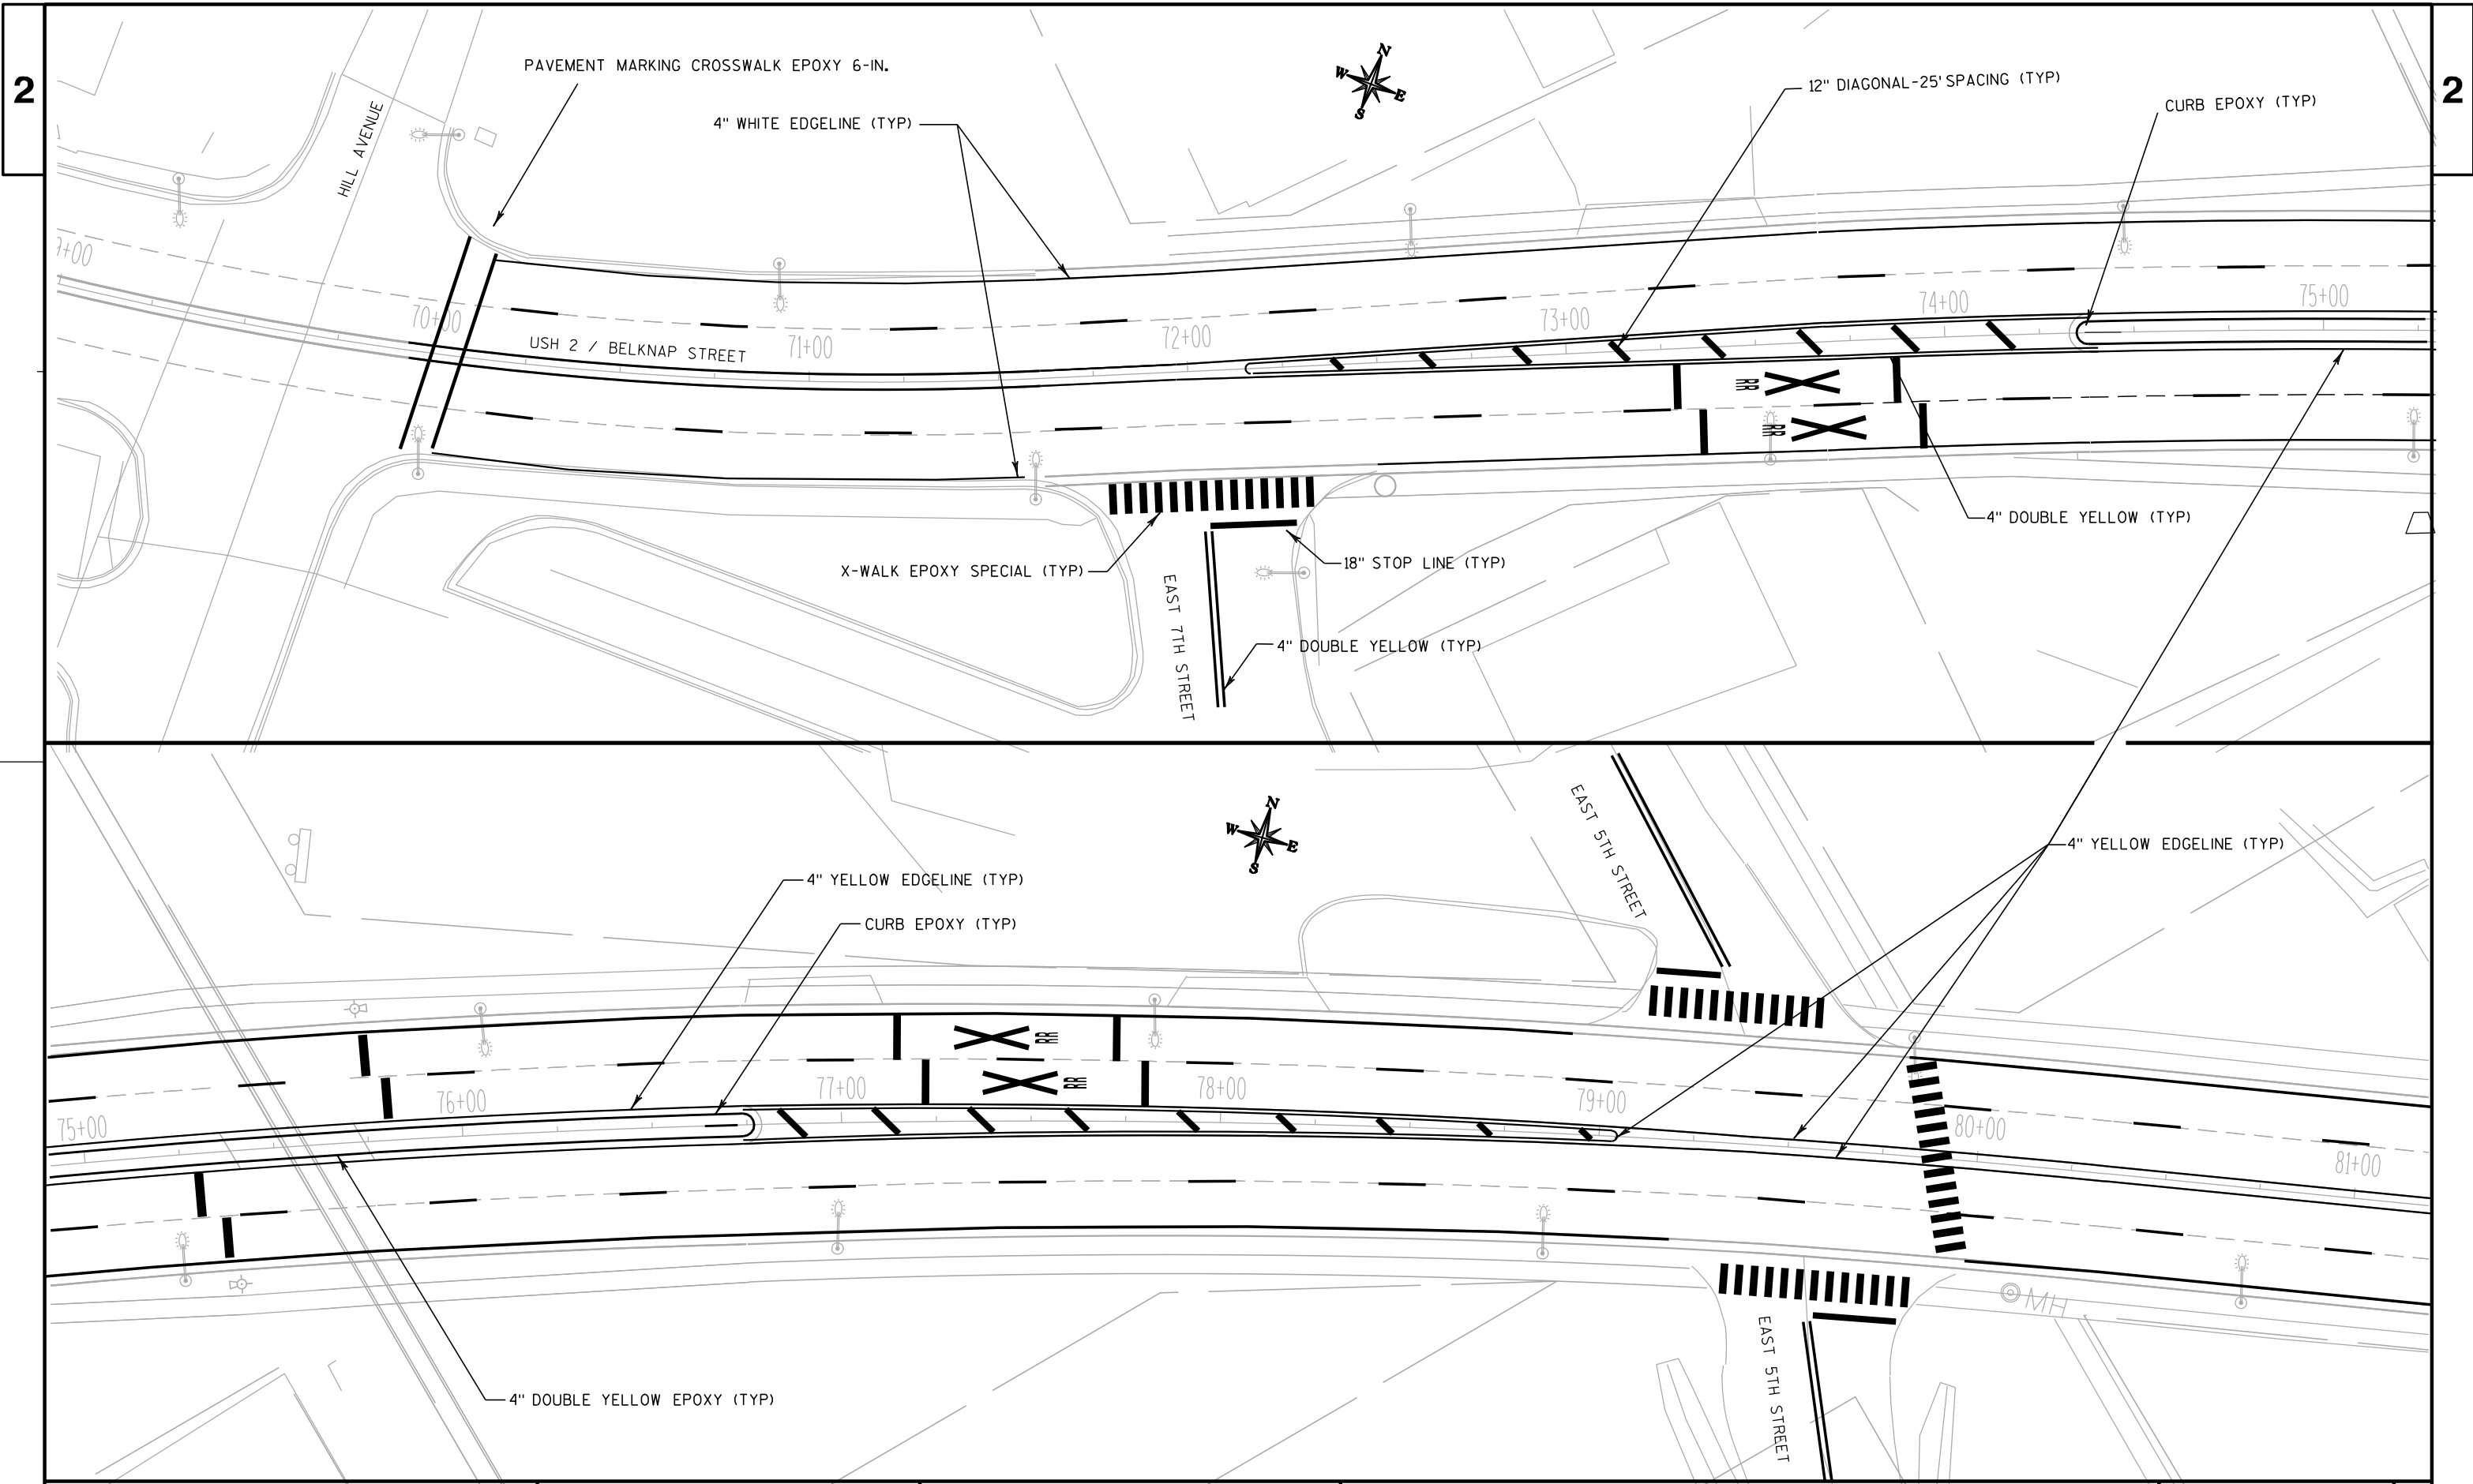 2
2
PAVEMENT MARKING CROSSWALK EPOXY 6-IN.
4" WHITE EDGELINE (TYP)
N
W
E
S
12" DIAGONAL-25' SPACING (TYP)
CURB EPOXY (TYP)
HILL AVENUE
9+00
70+00
USH 2 / BELKNAP STREET
71+00
72+00
73+00
74+00
75+00
RR
RR
4" DOUBLE YELLOW (TYP)
X-WALK EPOXY SPECIAL (TYP)
18" STOP LINE (TYP)
EAST 7TH STREET
4" DOUBLE YELLOW (TYP)
N
W
E
S
EAST 5TH STREET
4" YELLOW EDGELINE (TYP)
4" YELLOW EDGELINE (TYP)
CURB EPOXY (TYP)
RR
RR
75+00
76+00
77+00
78+00
79+00
80+00
81+00
MH
EAST 5TH STREET
4" DOUBLE YELLOW EPOXY (TYP)